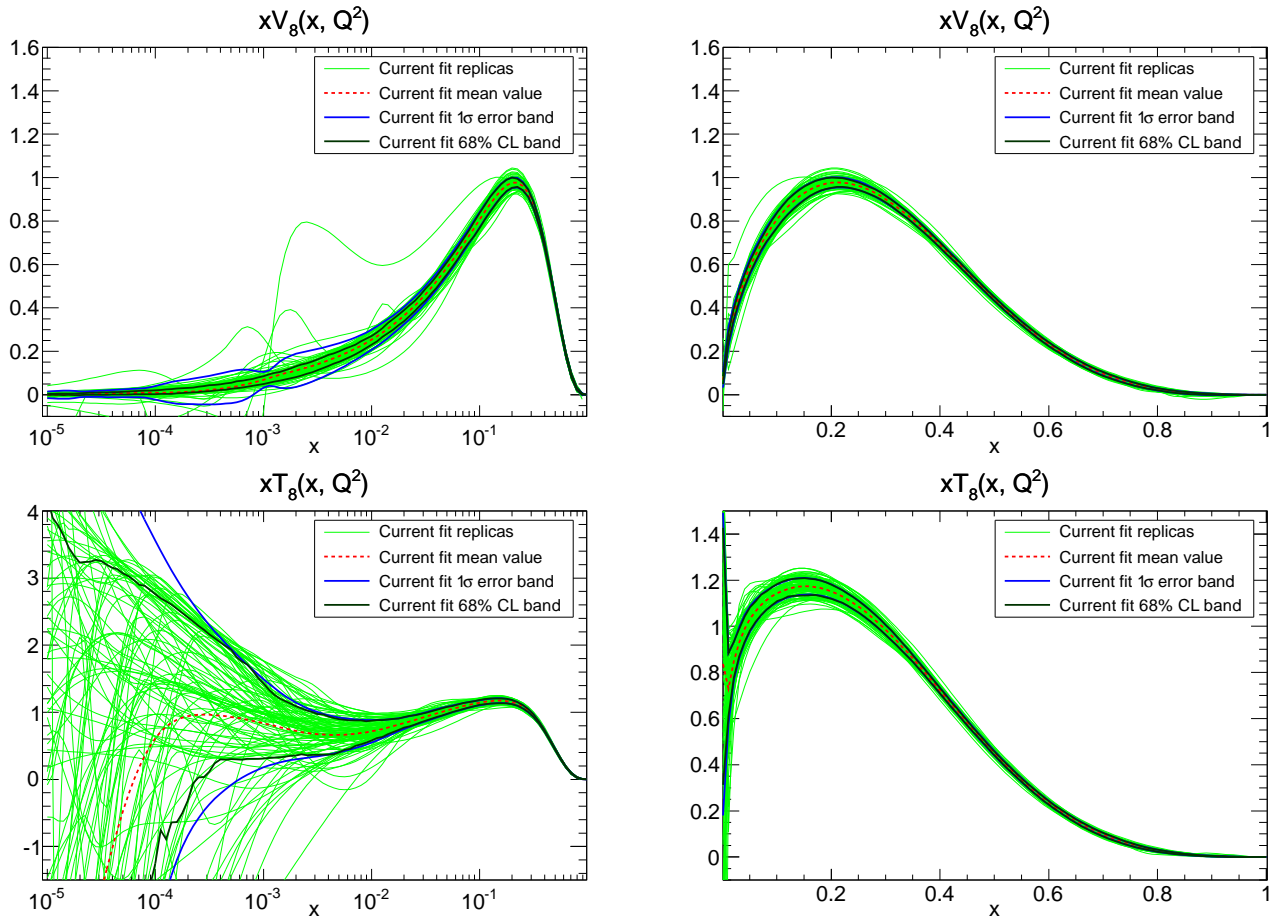 xV₈(x, Q²)
1.6
1.4
1.2
1
0.8
0.6
0.4
0.2
0
Current fit replicas
Current fit mean value
Current fit 1σ error band
Current fit 68% CL band
10⁻⁵ 10⁻⁴ 10⁻³ 10⁻² 10⁻¹
x
xV₈(x, Q²)
1.6
1.4
1.2
1
0.8
0.6
0.4
0.2
0
Current fit replicas
Current fit mean value
Current fit 1σ error band
Current fit 68% CL band
0.2 0.4 0.6 0.8 1
x
xT₈(x, Q²)
4
3
2
1
0
-1
Current fit replicas
Current fit mean value
Current fit 1σ error band
Current fit 68% CL band
10⁻⁵ 10⁻⁴ 10⁻³ 10⁻² 10⁻¹
x
xT₈(x, Q²)
1.4
1.2
1
0.8
0.6
0.4
0.2
0
Current fit replicas
Current fit mean value
Current fit 1σ error band
Current fit 68% CL band
0.2 0.4 0.6 0.8 1
x